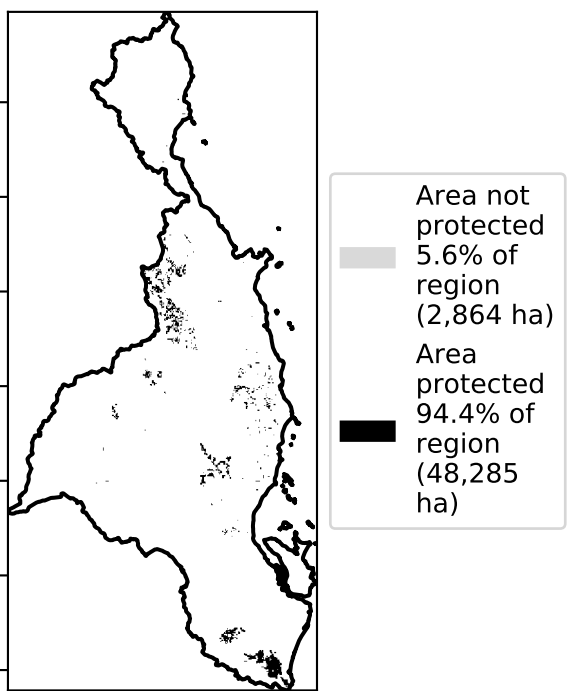 Area not
protected
5.6% of
region
(2,864 ha)
Area
protected
94.4% of
region
(48,285
ha)